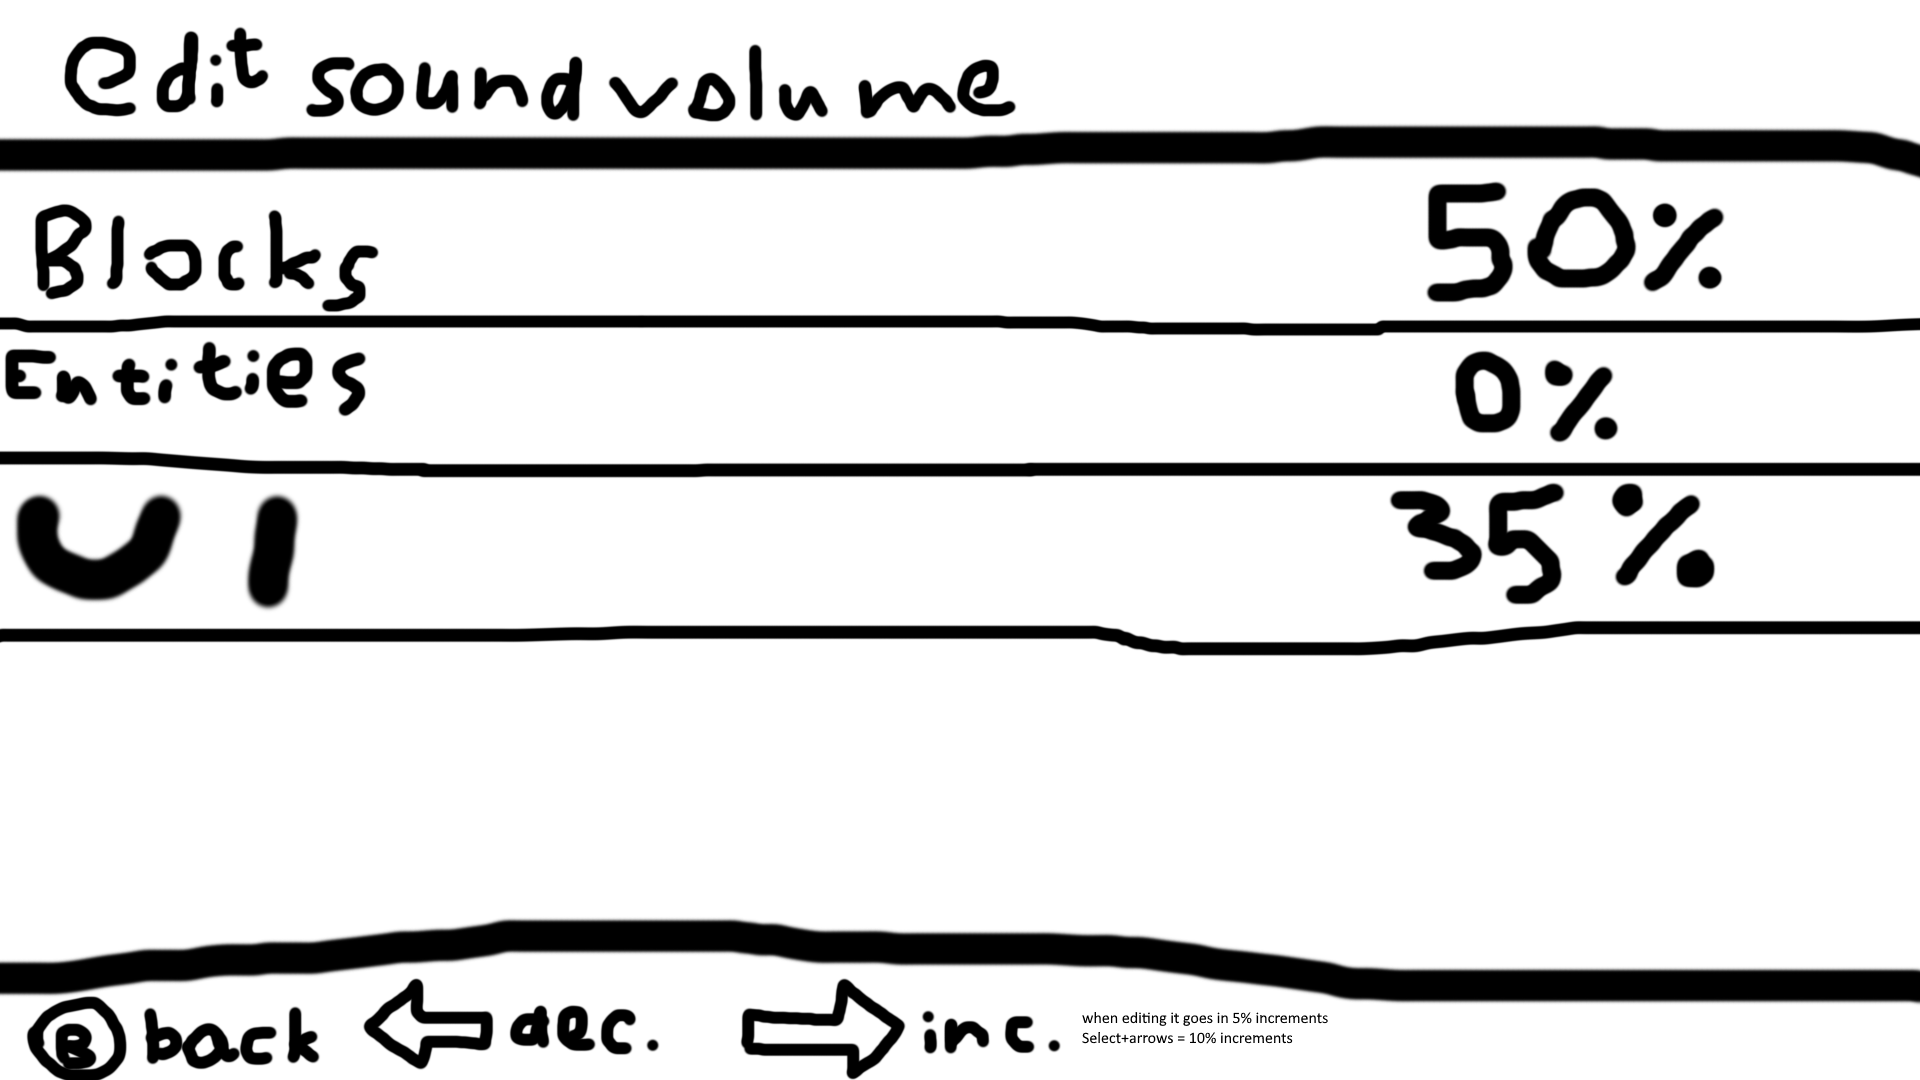 edit sound volume
Blocks 50%
Entities 0%
UI 35%
B back dec. inc.
when editing it goes in 5% increments
Select+arrows = 10% increments